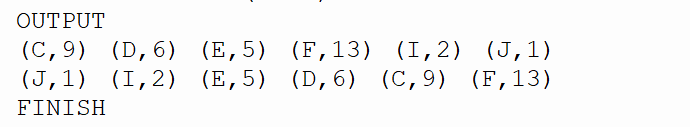 OUTPUT
(C,9) (D,6) (E,5) (F,13) (I,2) (J,1)
(J,1) (I,2) (E,5) (D,6) (C,9) (F,13)
FINISH